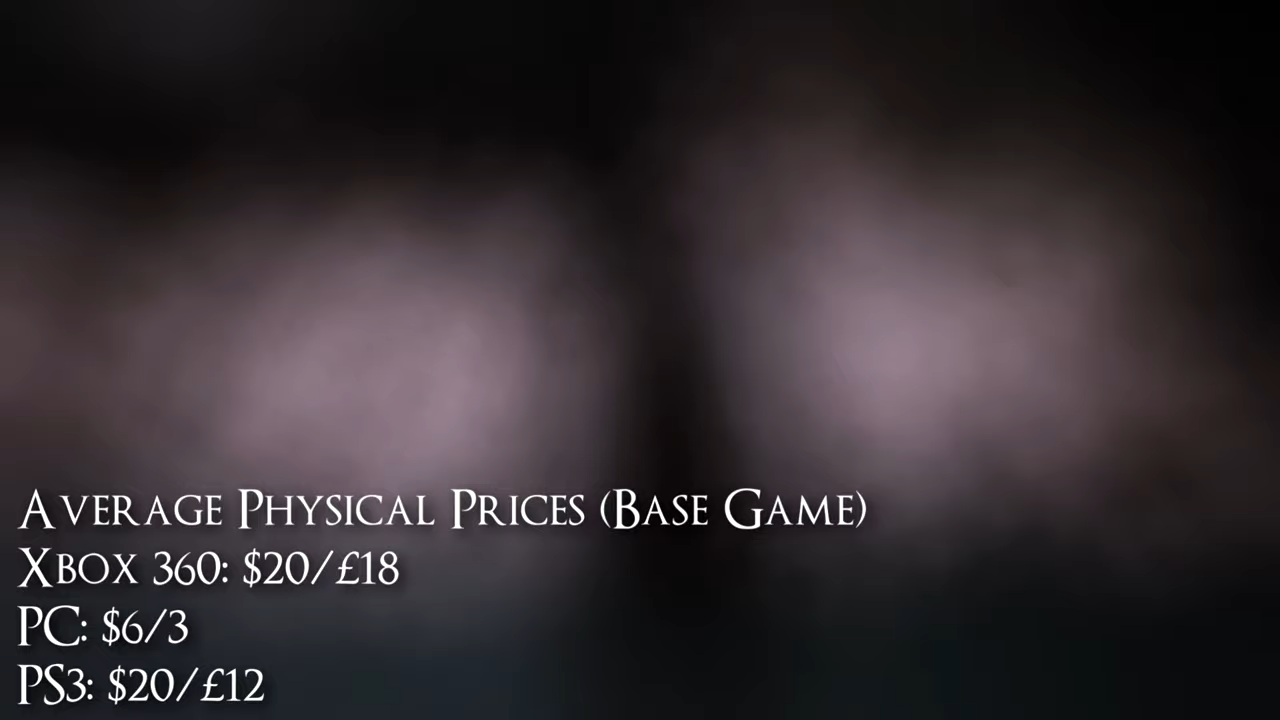 Average Physical Prices (Base Game)
Xbox 360: $20/£18
PC: $6/3
PS3: $20/£12